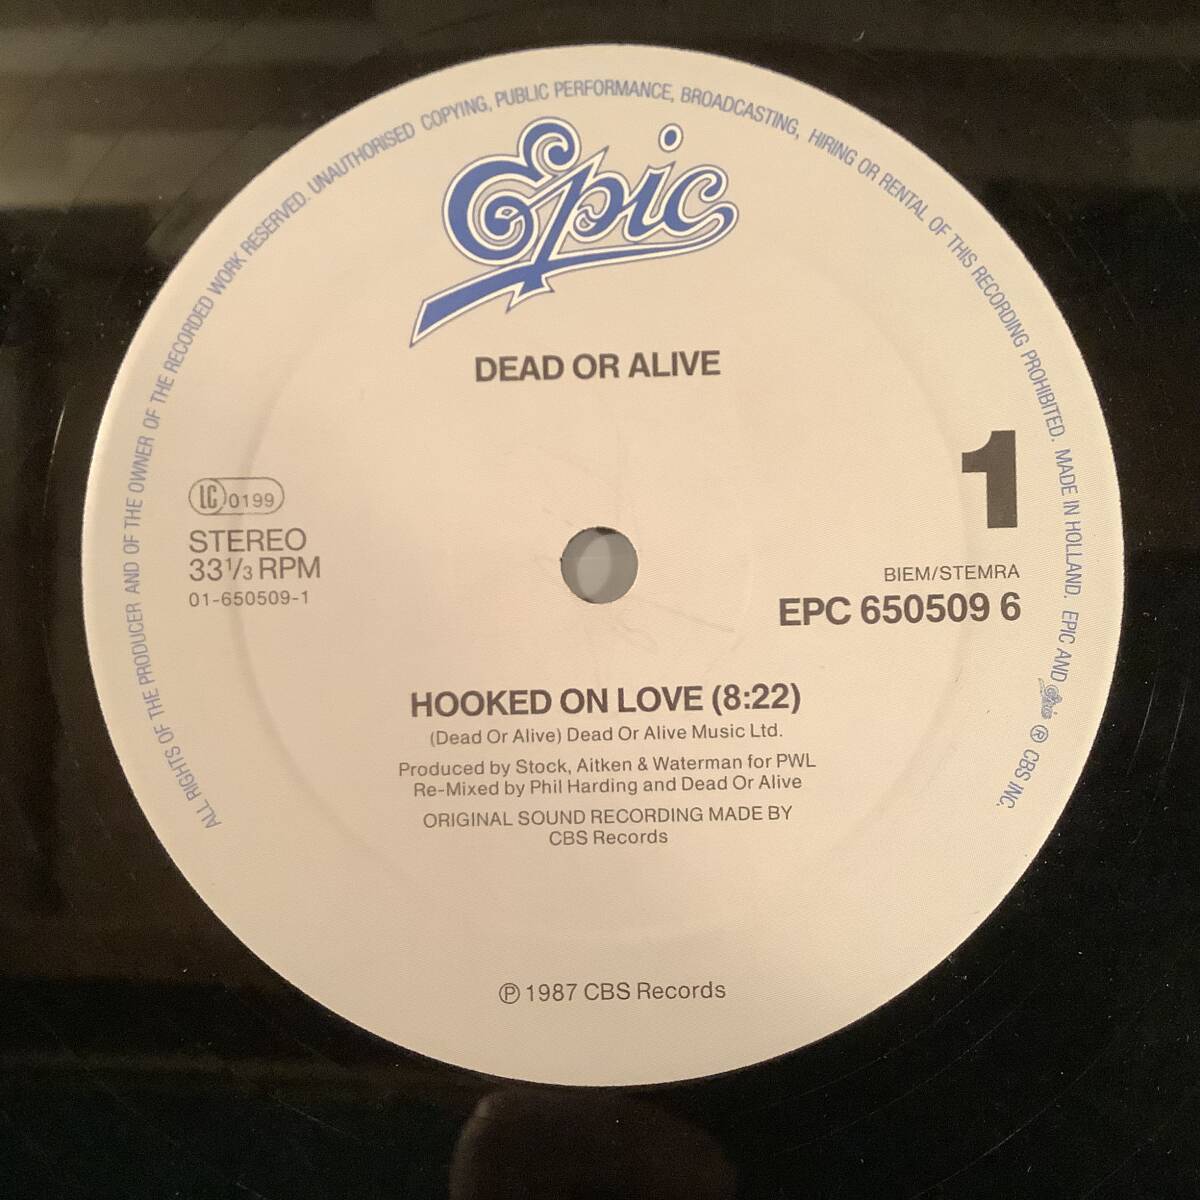 ALL RIGHTS OF THE PRODUCER AND OF THE OWNER OF THE RECORDED WORK RESERVED. UNAUTHORISED COPYING, PUBLIC PERFORMANCE, BROADCASTING, HIRING OR RENTAL OF THIS RECORDING PROHIBITED. MADE IN HOLLAND. EPIC AND Epic ℗ CBS INC.
Epic
DEAD OR ALIVE
1
LC 0199
STEREO
33 1/3 RPM
01-650509-1
BIEM/STEMRA
EPC 650509 6
HOOKED ON LOVE (8:22)
(Dead Or Alive) Dead Or Alive Music Ltd.
Produced by Stock, Aitken & Waterman for PWL
Re-Mixed by Phil Harding and Dead Or Alive
ORIGINAL SOUND RECORDING MADE BY
CBS Records
℗ 1987 CBS Records